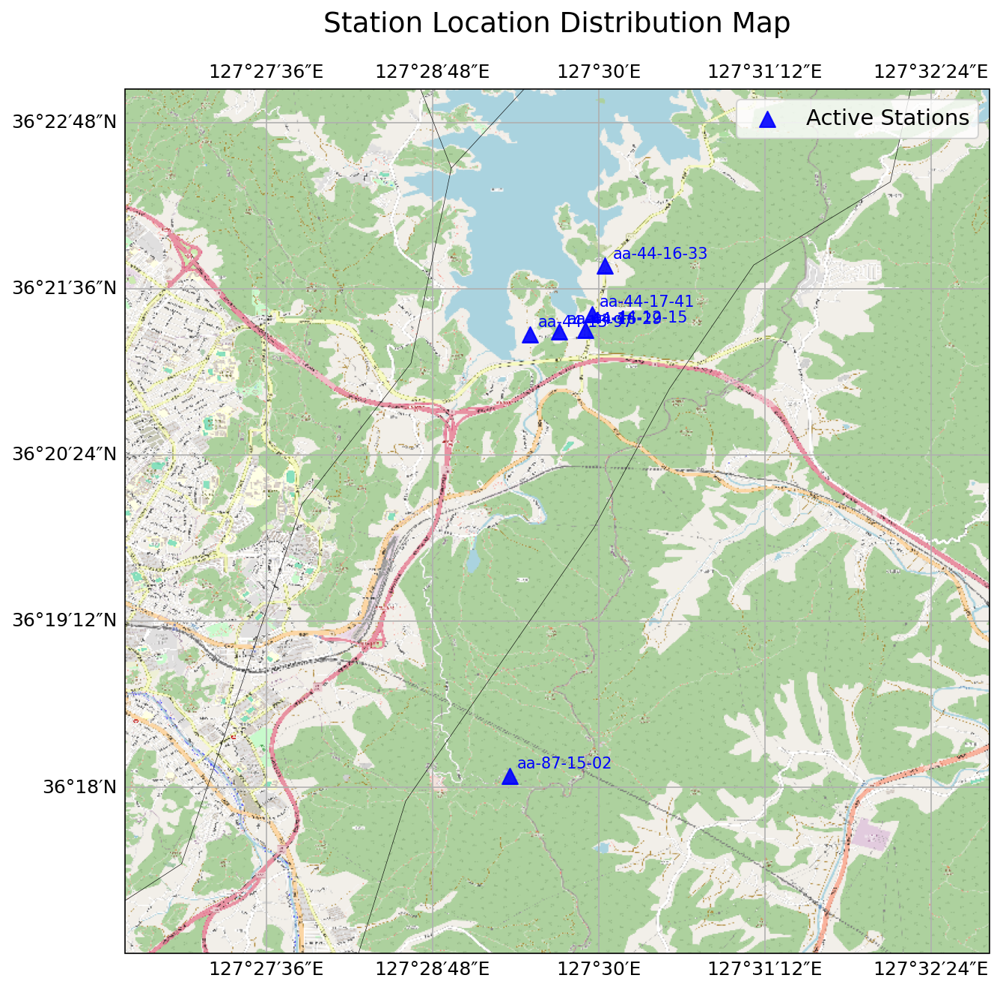 Station Location Distribution Map
127°27′36″E 127°28′48″E 127°30′E 127°31′12″E 127°32′24″E
36°22′48″N
Active Stations
aa-44-16-33
36°21′36″N
aa-44-17-41
36°20′24″N
36°19′12″N
aa-87-15-02
36°18′N
127°27′36″E 127°28′48″E 127°30′E 127°31′12″E 127°32′24″E